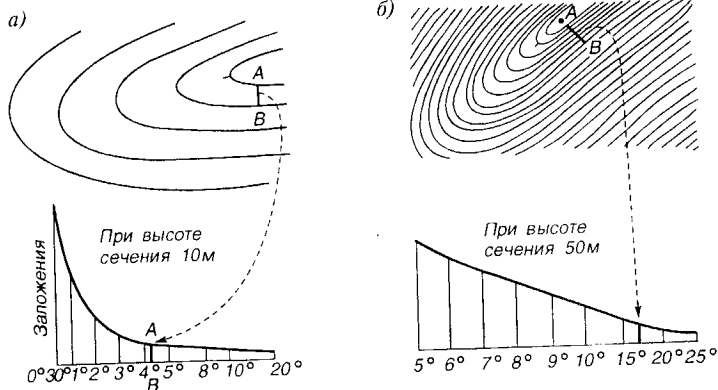 а)
А
В
При высоте
сечения 10м
Заложения
А
0°30' 1° 2° 3° 4° 5° 8° 10° 20°
В
б)
А
В
При высоте
сечения 50м
5° 6° 7° 8° 9° 10° 15° 20° 25°